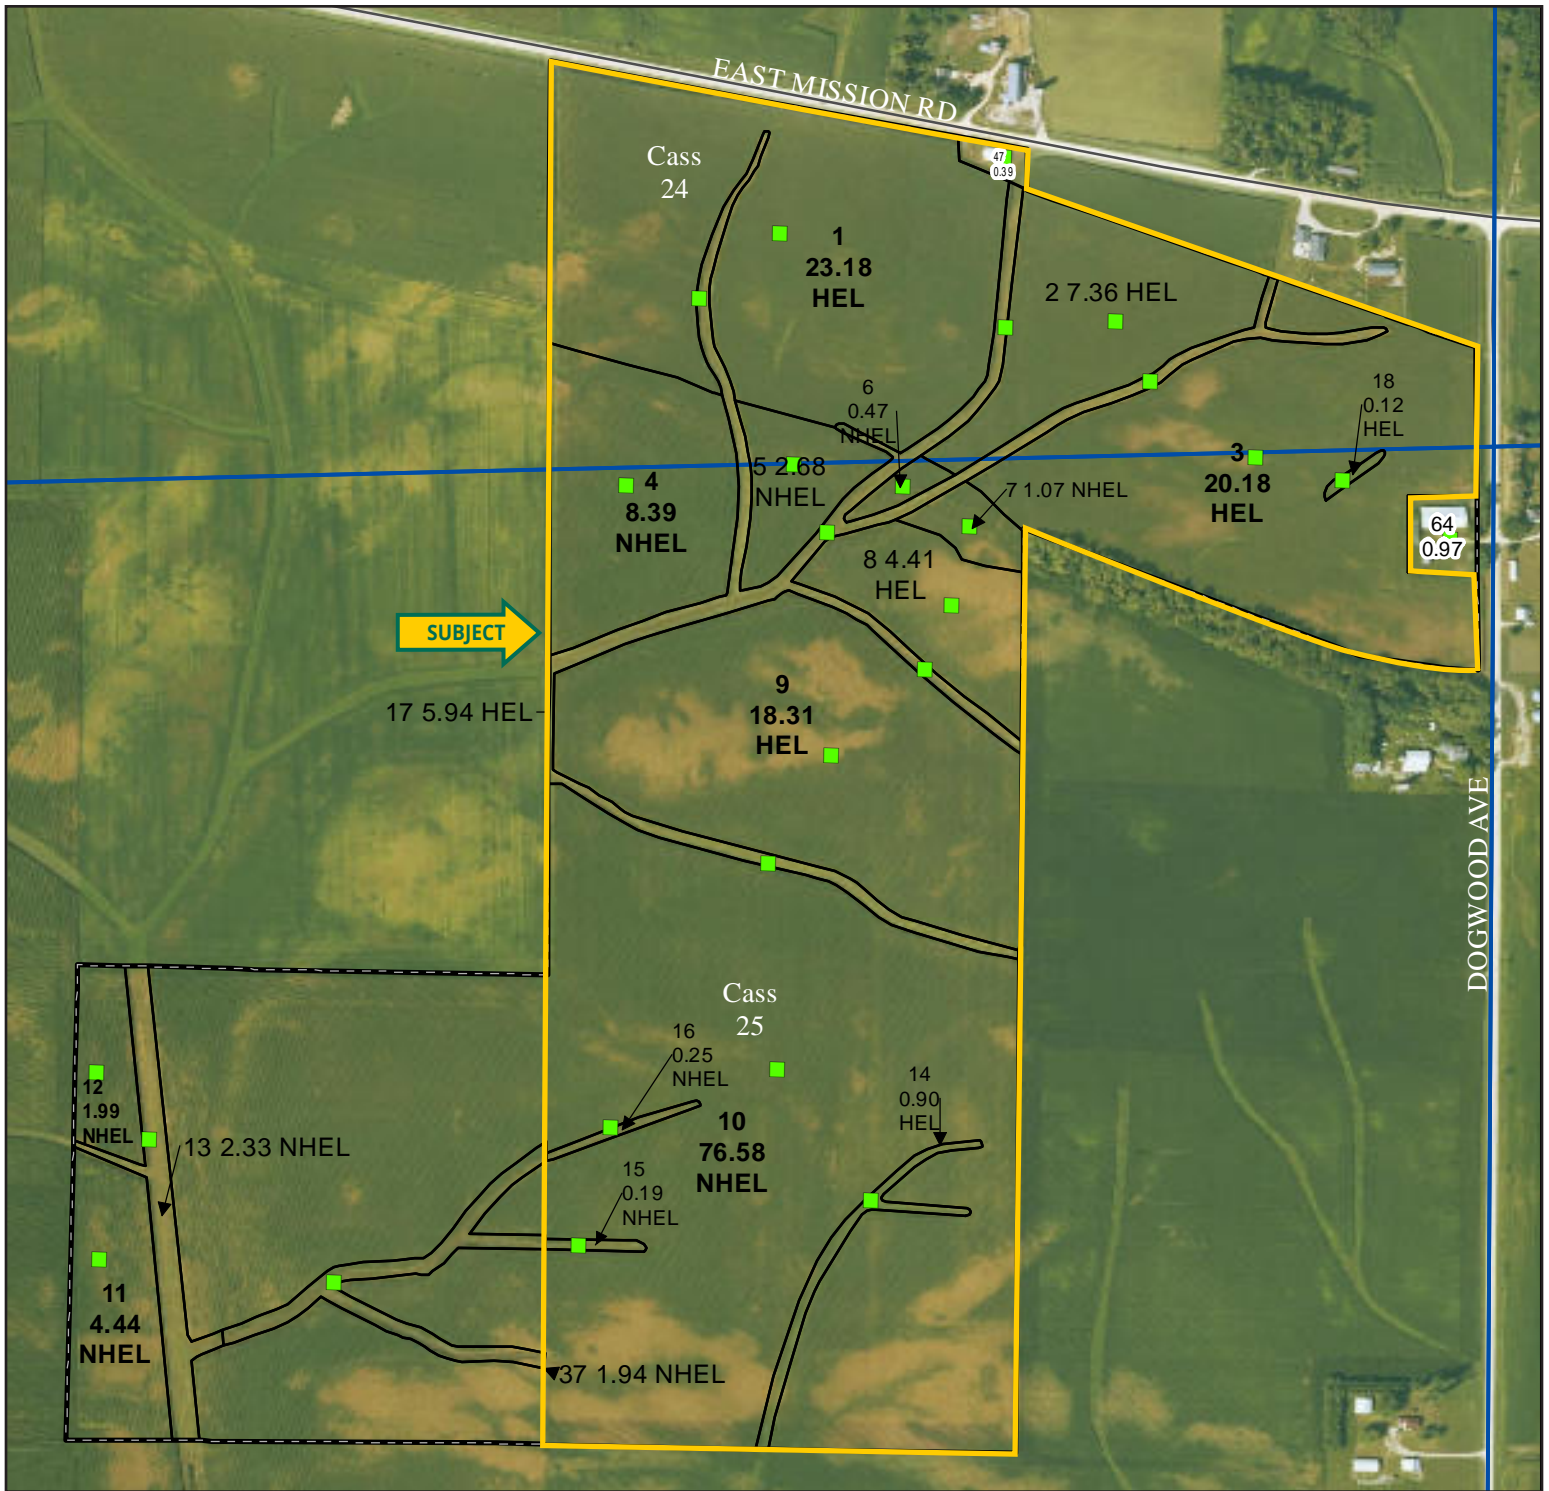 EAST MISSION RD
Cass
24
47
0.39
1
23.18
HEL
2 7.36 HEL
6
0.47
NHEL
18
0.12
HEL
3
20.18
HEL
5 2.68
NHEL
4
8.39
NHEL
7 1.07 NHEL
64
0.97
8 4.41
HEL
SUBJECT
9
18.31
HEL
17 5.94 HEL
DOGWOOD AVE
Cass
25
16
0.25
NHEL
14
0.90
HEL
12
1.99
NHEL
13 2.33 NHEL
10
76.58
NHEL
15
0.19
NHEL
11
4.44
NHEL
37 1.94 NHEL